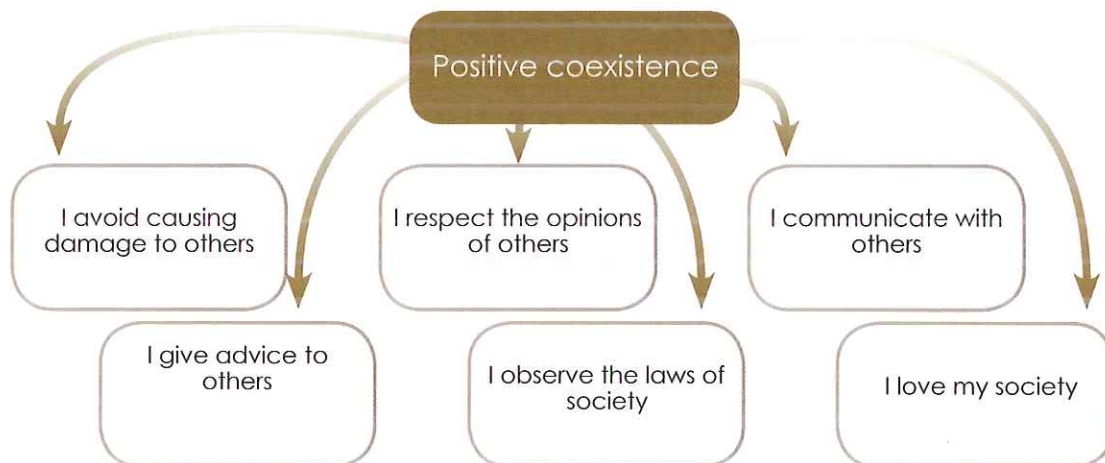 Positive coexistence
I avoid causing
damage to others
I respect the opinions
of others
I communicate with
others
I give advice to
others
I observe the laws of
society
I love my society